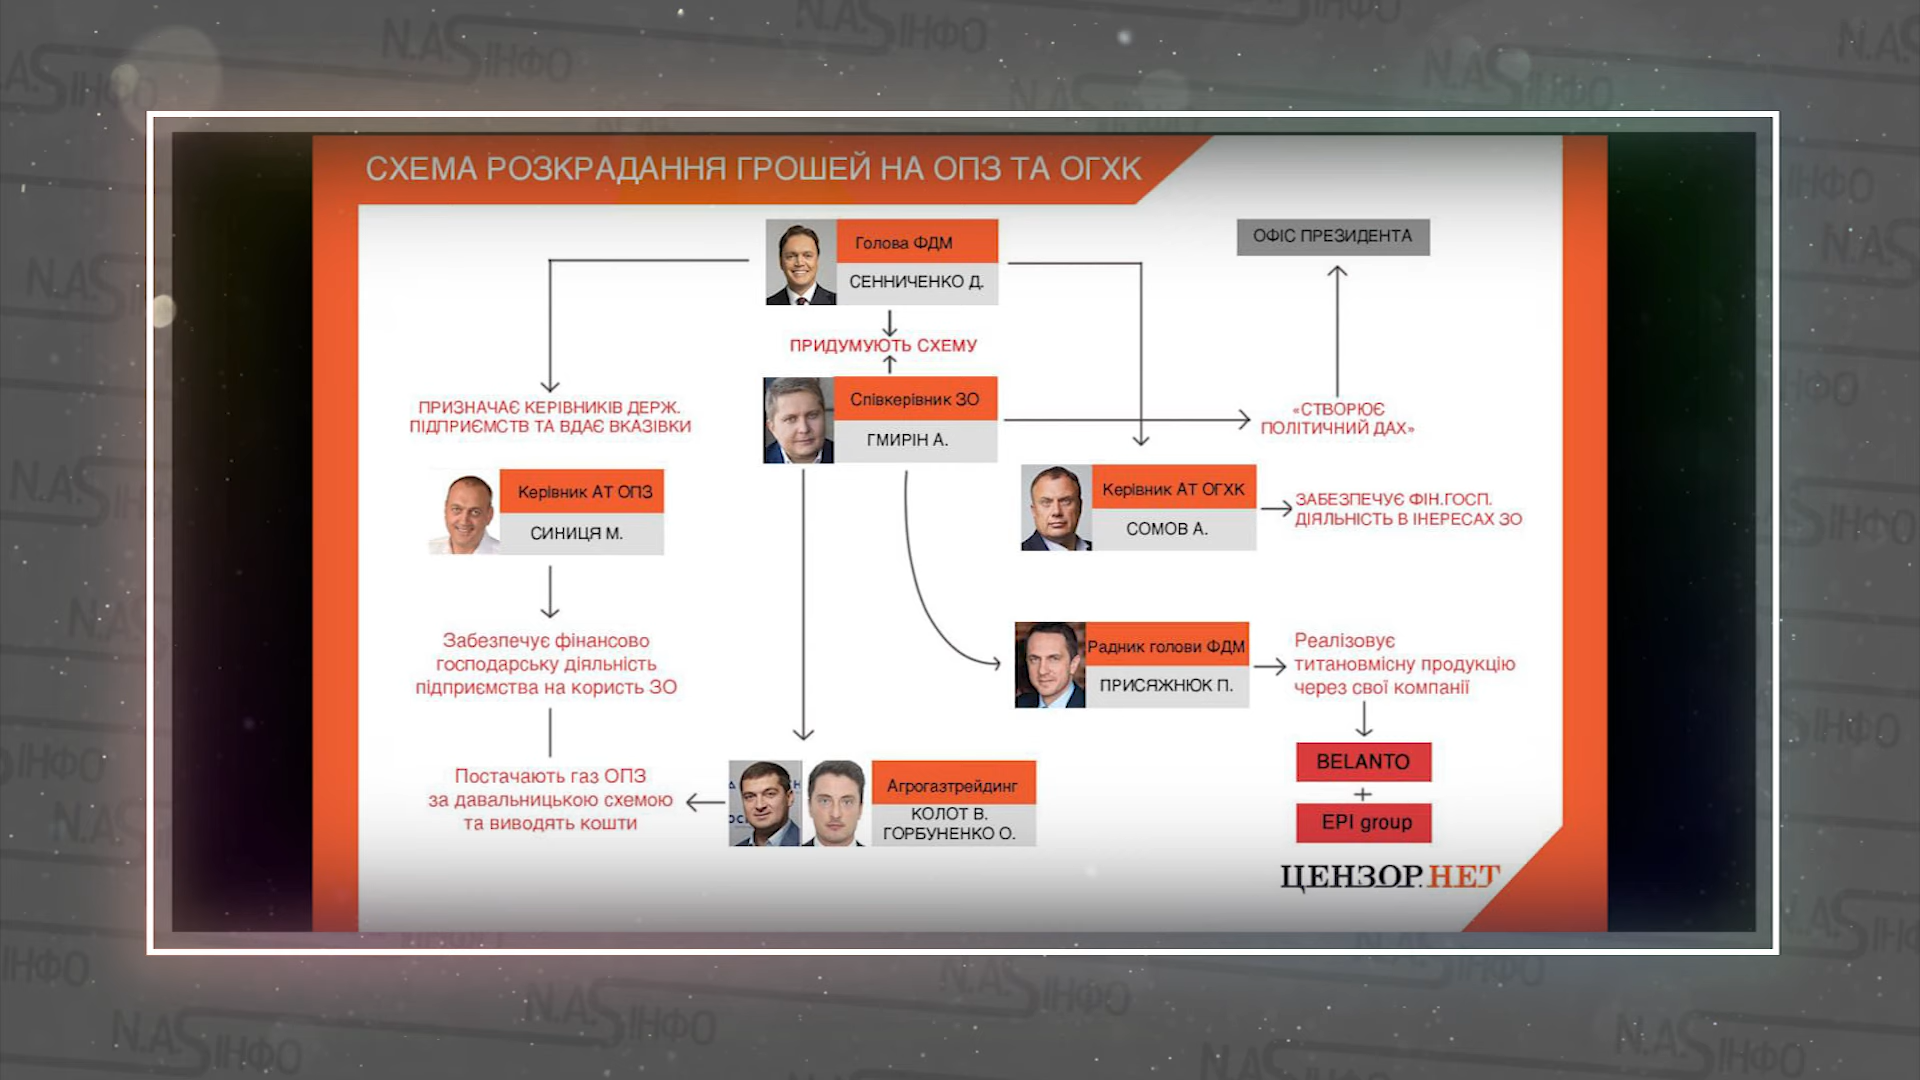 СХЕМА РОЗКРАДАННЯ ГРОШЕЙ НА ОПЗ ТА ОГХК
Голова ФДМ
СЕННИЧЕНКО Д.
ОФІС ПРЕЗИДЕНТА
ПРИДУМУЮТЬ СХЕМУ
Співкерівник ЗО
ГМИРІН А.
ПРИЗНАЧАЄ КЕРІВНИКІВ ДЕРЖ.
ПІДПРИЄМСТВ ТА ВДАЄ ВКАЗІВКИ
«СТВОРЮЄ
ПОЛІТИЧНИЙ ДАХ»
Керівник АТ ОПЗ
СИНИЦЯ М.
Керівник АТ ОГХК
СОМОВ А.
ЗАБЕЗПЕЧУЄ ФІН.ГОСП.
ДІЯЛЬНІСТЬ В ІНЕРЕСАХ ЗО
Забезпечує фінансово
господарську діяльність
підприємства на користь ЗО
Радник голови ФДМ
ПРИСЯЖНЮК П.
Реалізовує
титановмісну продукцію
через свої компанії
BELANTO
+
EPI group
Постачають газ ОПЗ
за давальницькою схемою
та виводять кошти
Агрогазтрейдинг
КОЛОТ В.
ГОРБУНЕНКО О.
ЦЕНЗОР.НЕТ
N.A.SІНФО